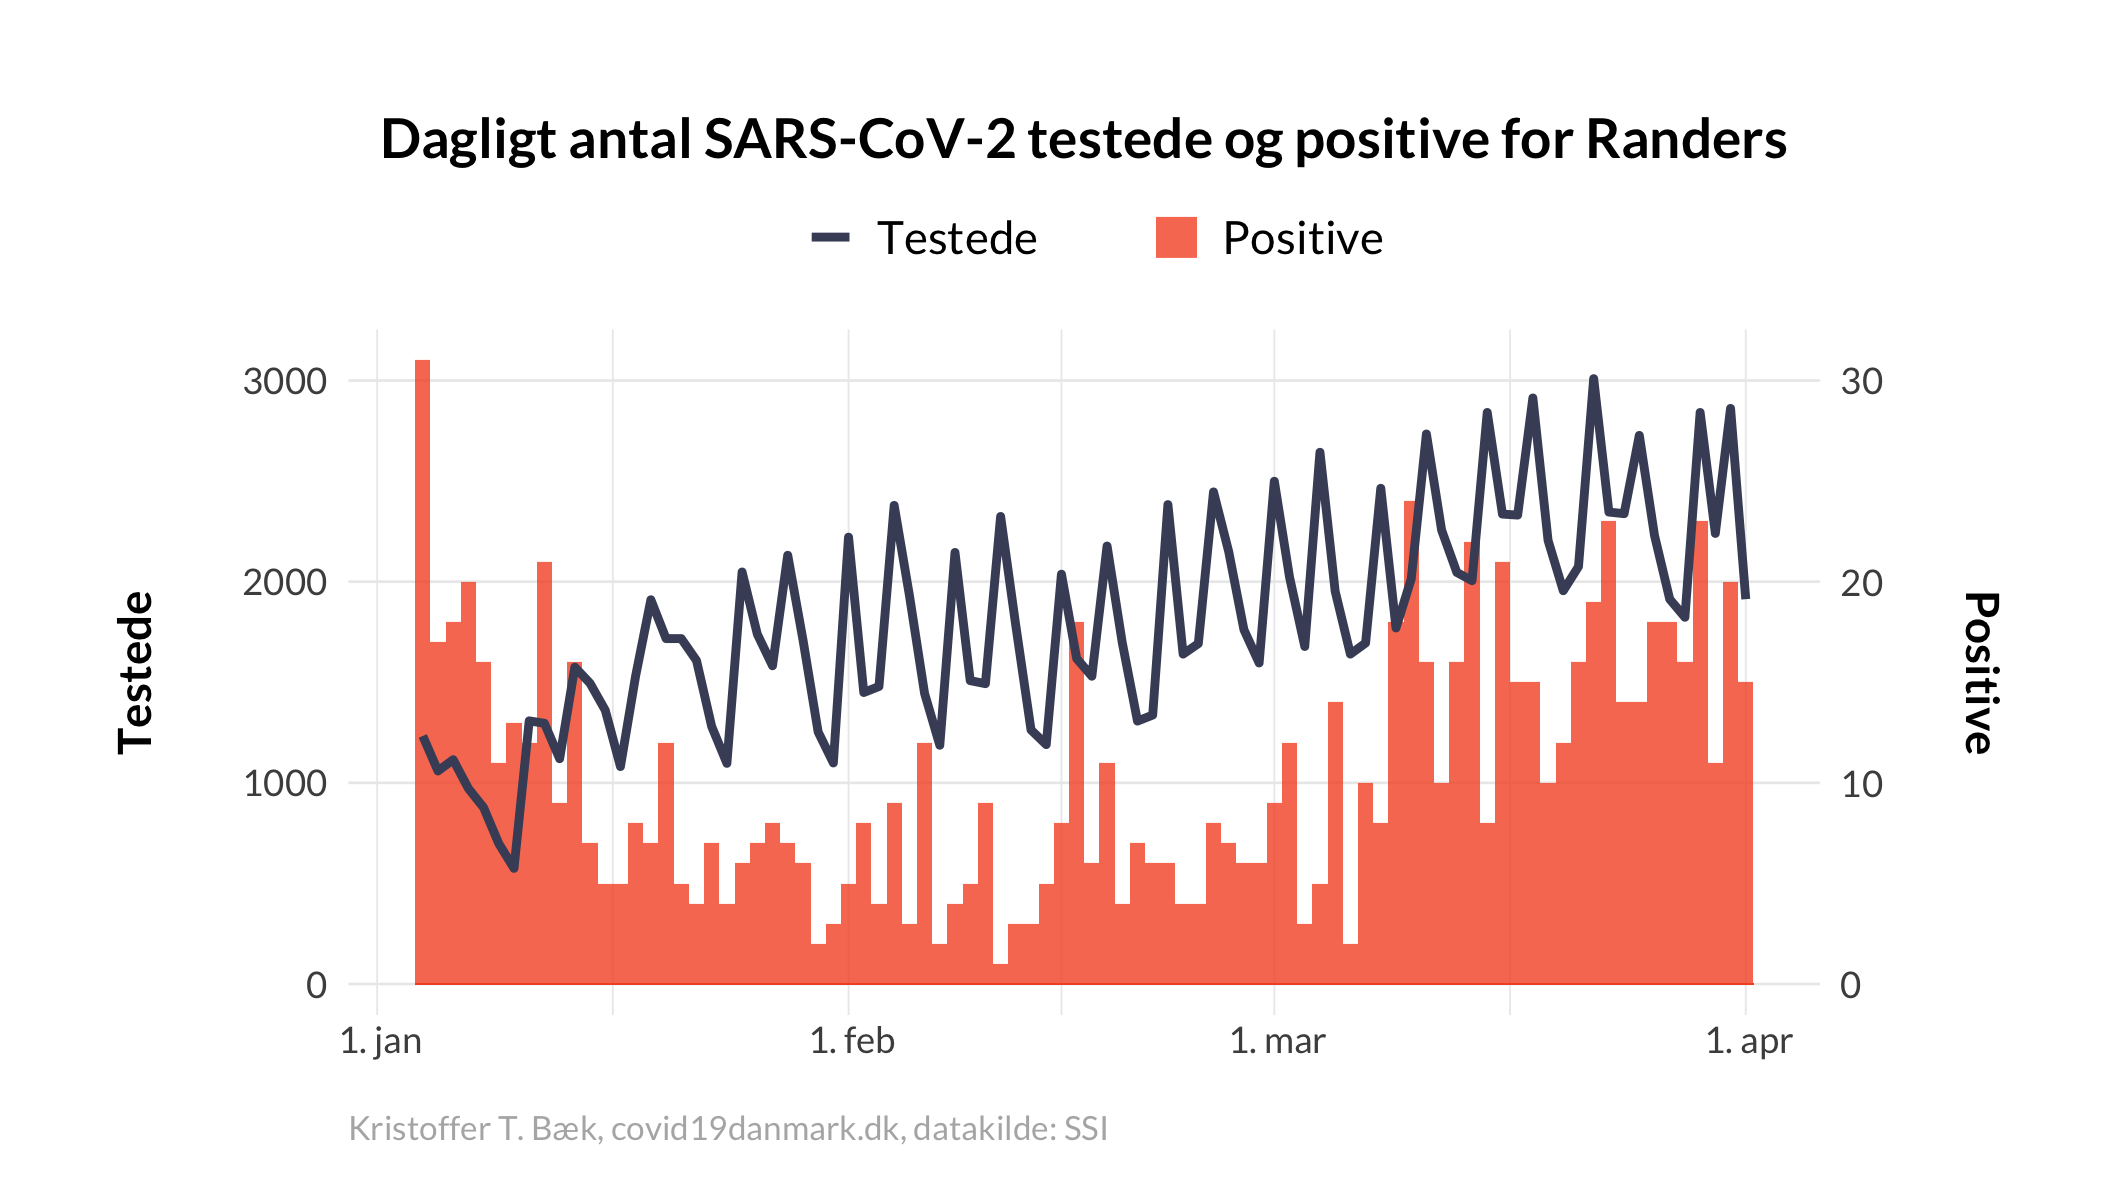 Dagligt antal SARS-CoV-2 testede og positive for Randers
Testede Positive
3000 30
2000 20
1000 10
0 0
Testede
Positive
1. jan 1. feb 1. mar 1. apr
Kristoffer T. Bæk, covid19danmark.dk, datakilde: SSI